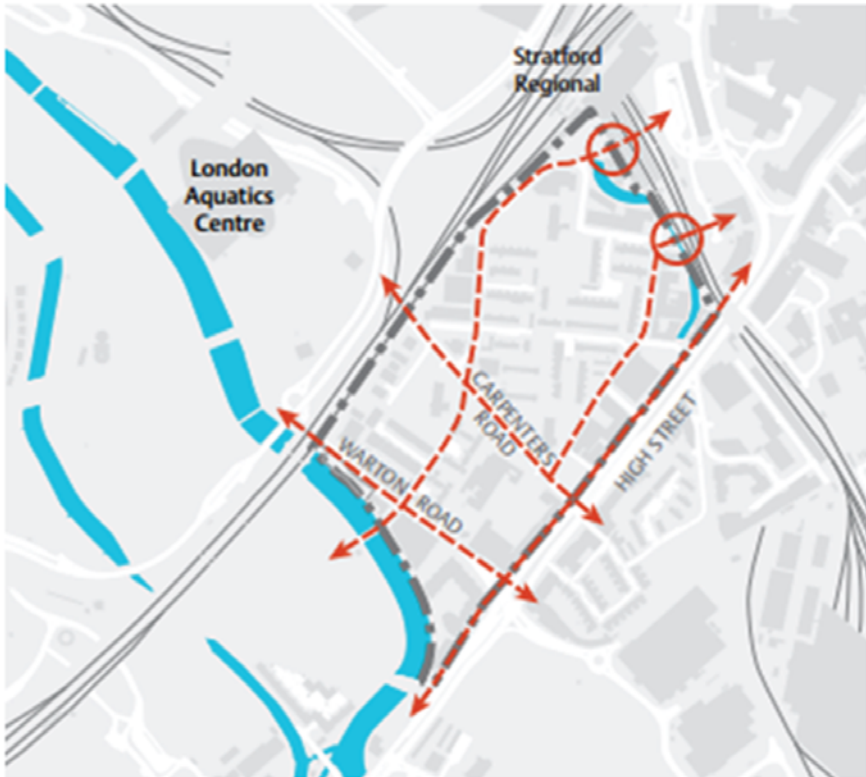 Stratford
Regional
London
Aquatics
Centre
CARPENTERS
ROAD
HIGH STREET
WARTON ROAD